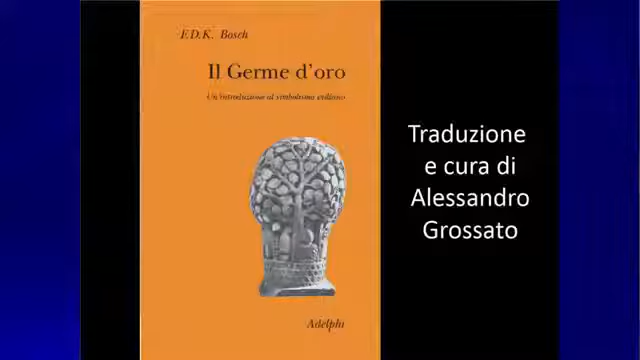 F.D.K. Bosch
Il Germe d'oro
Un'introduzione al simbolismo indiano
Adelphi
Traduzione
e cura di
Alessandro
Grossato